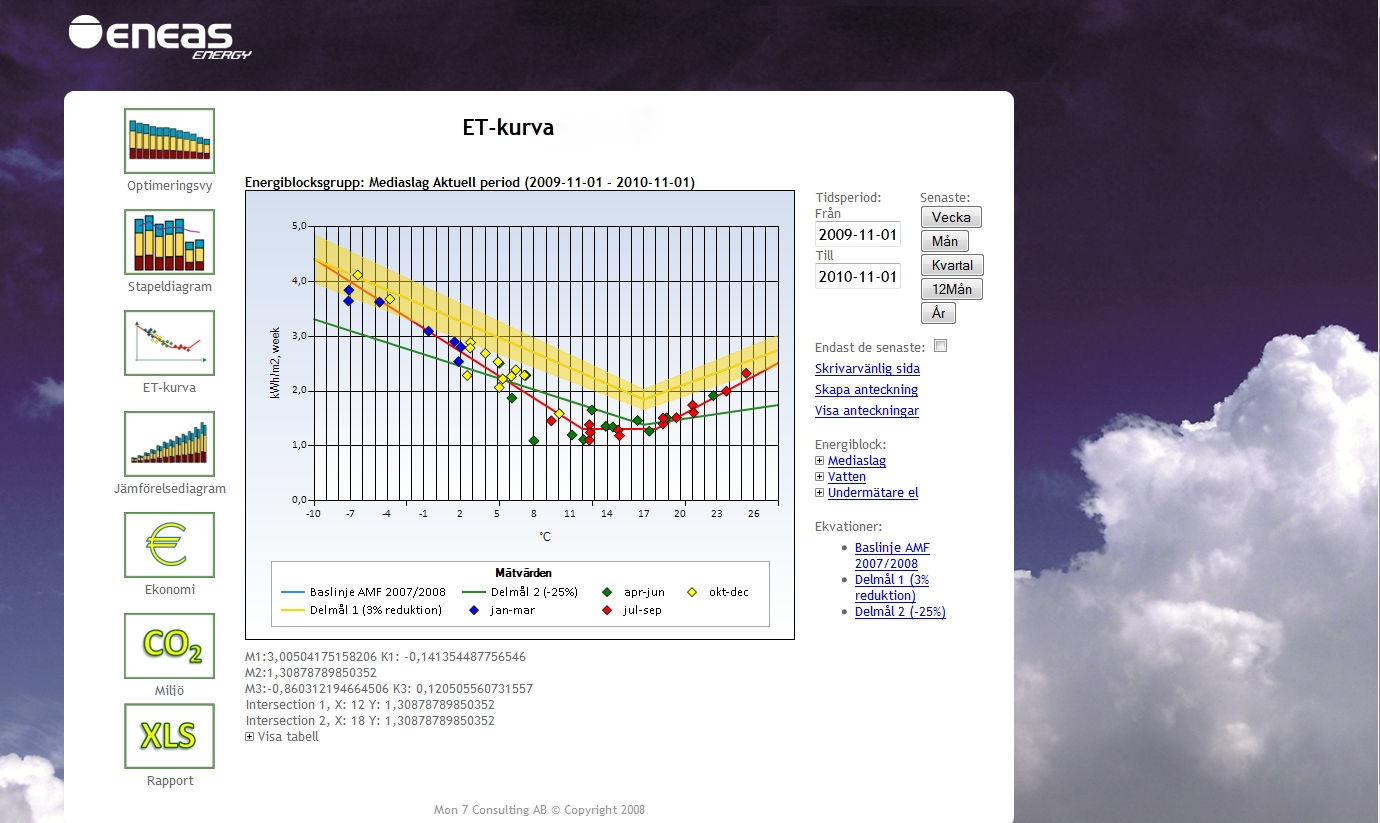 eneas
ENERGY
ET-kurva
Optimeringsvy
Stapeldiagram
ET-kurva
Jämförelsediagram
€
Ekonomi
CO2
Miljö
XLS
Rapport
Energiblocksgrupp: Mediaslag Aktuell period (2009-11-01 - 2010-11-01)
kWh/m2, week
5,0
4,0
3,0
2,0
1,0
0,0
-10 -7 -4 -1 2 5 8 11 14 17 20 23 26
°C
Mätvärden
Baslinje AMF 2007/2008 Delmål 2 (-25%) apr-jun okt-dec
Delmål 1 (3% reduktion) jan-mar jul-sep
M1:3,00504175158206 K1: -0,141354487756546
M2:1,30878789850352
M3:-0,860312194664506 K3: 0,120505560731557
Intersection 1, X: 12 Y: 1,30878789850352
Intersection 2, X: 18 Y: 1,30878789850352
Visa tabell
Tidsperiod:
Från
2009-11-01
Till
2010-11-01
Senaste:
Vecka
Mån
Kvartal
12Mån
År
Endast de senaste:
Skrivarvänlig sida
Skapa anteckning
Visa anteckningar
Energiblock:
Mediaslag
Vatten
Undermätare el
Ekvationer:
Baslinje AMF
2007/2008
Delmål 1 (3%
reduktion)
Delmål 2 (-25%)
Mon 7 Consulting AB © Copyright 2008